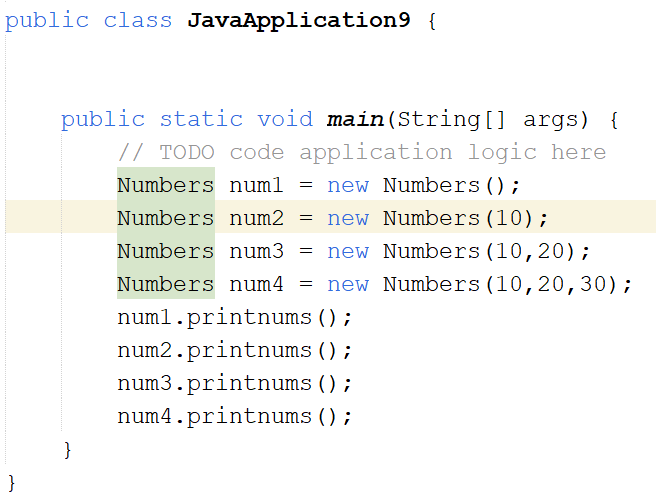 public class JavaApplication9 {
public static void main(String[] args) {
// TODO code application logic here
Numbers num1 = new Numbers();
Numbers num2 = new Numbers(10);
Numbers num3 = new Numbers(10,20);
Numbers num4 = new Numbers(10,20,30);
num1.printnums();
num2.printnums();
num3.printnums();
num4.printnums();
}
}